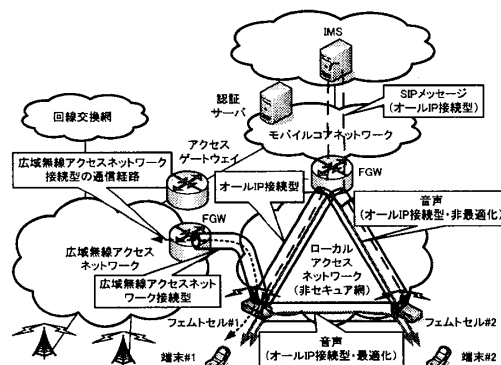 IMS
認証
サーバ
SIPメッセージ
(オールIP接続型)
回線交換網
モバイルコアネットワーク
アクセス
ゲートウェイ
広域無線アクセスネットワーク
接続型の通信経路
オールIP接続型
FGW
音声
(オールIP接続型・非最適化)
FGW
広域無線アクセス
ネットワーク
ローカル
アクセス
ネットワーク
(非セキュア網)
広域無線アクセスネット
ワーク接続型
フェムトセル#1
フェムトセル#2
音声
(オールIP接続型・最適化)
端末#1
端末#2